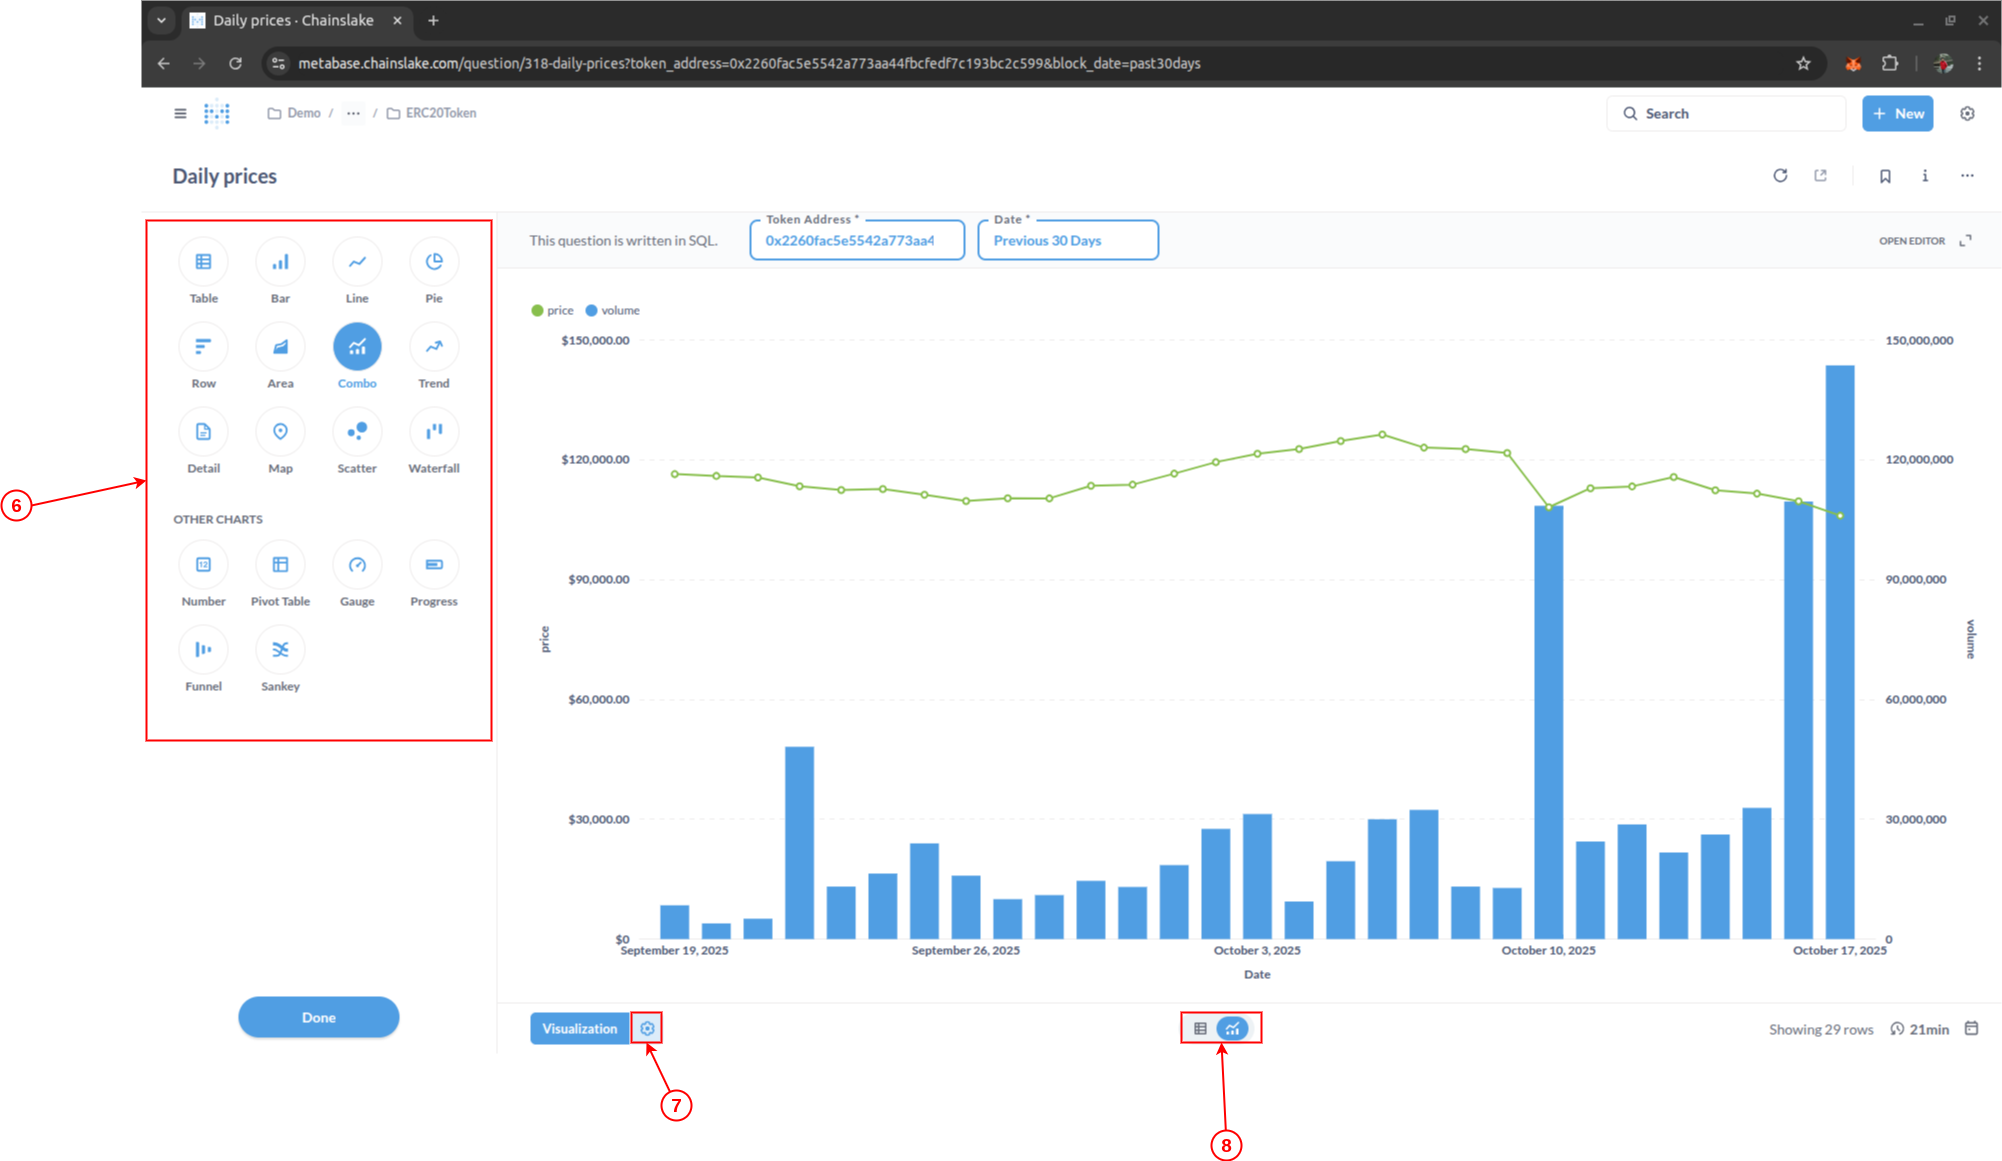 Daily prices · Chainslake
metabase.chainslake.com/question/318-daily-prices?token_address=0x2260fac5e5542a773aa44fbcfedf7c193bc2c599&block_date=past30days
Demo / ... / ERC20Token
Search
+ New
Daily prices
Table Bar Line Pie
Row Area Combo Trend
Detail Map Scatter Waterfall
OTHER CHARTS
12
Number Pivot Table Gauge Progress
Funnel Sankey
Done
6
This question is written in SQL.
Token Address *
0x2260fac5e5542a773aa4
Date *
Previous 30 Days
OPEN EDITOR
price volume
$150,000.00
$120,000.00
$90,000.00
$60,000.00
$30,000.00
$0
price
150,000,000
120,000,000
90,000,000
60,000,000
30,000,000
0
volume
September 19, 2025 September 26, 2025 October 3, 2025 October 10, 2025 October 17, 2025
Date
Visualization
Showing 29 rows
21min
7
8